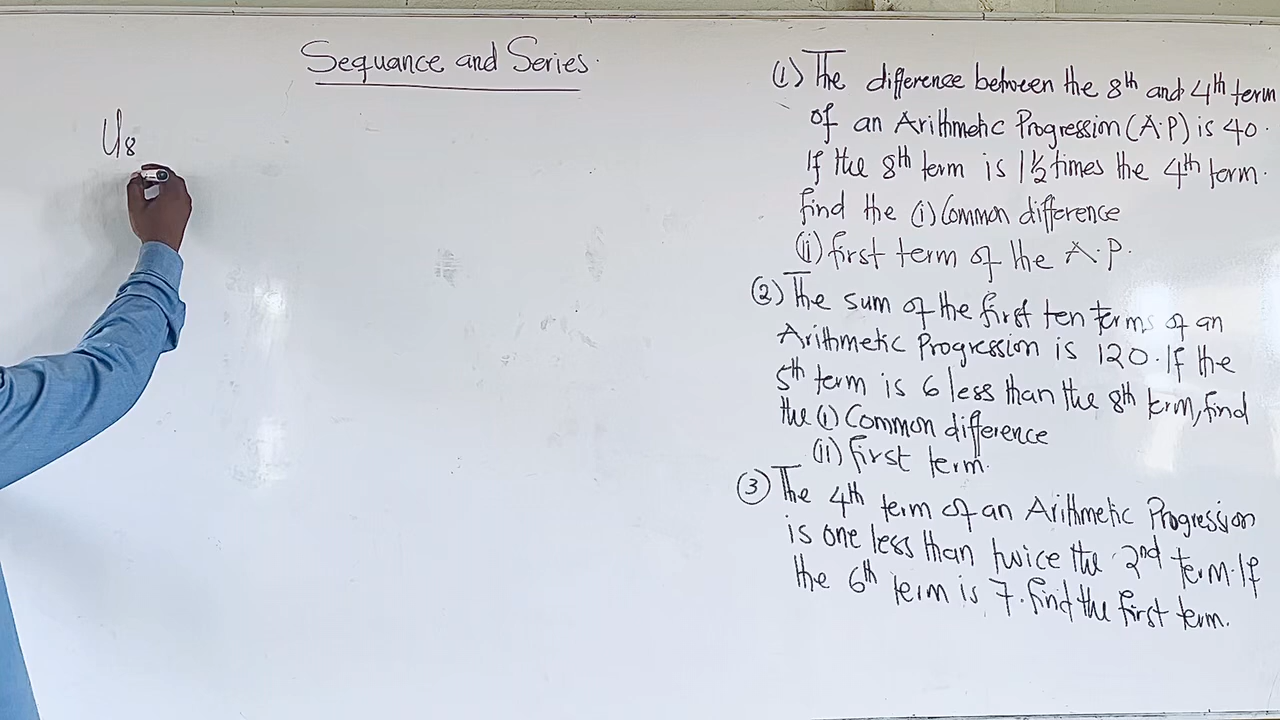 Sequance and Series.
U8
(1) The difference between the 8th and 4th term
of an Arithmetic Progression (A.P) is 40.
If the 8th term is 1½ times the 4th term.
find the (i) Common difference
(ii) first term of the A.P.
(2) The sum of the first ten terms of an
Arithmetic Progression is 120. If the
5th term is 6 less than the 8th term, find
the (i) Common difference
(ii) first term.
(3) The 4th term of an Arithmetic Progression
is one less than twice the 2nd term. If
the 6th term is 7. find the first term.